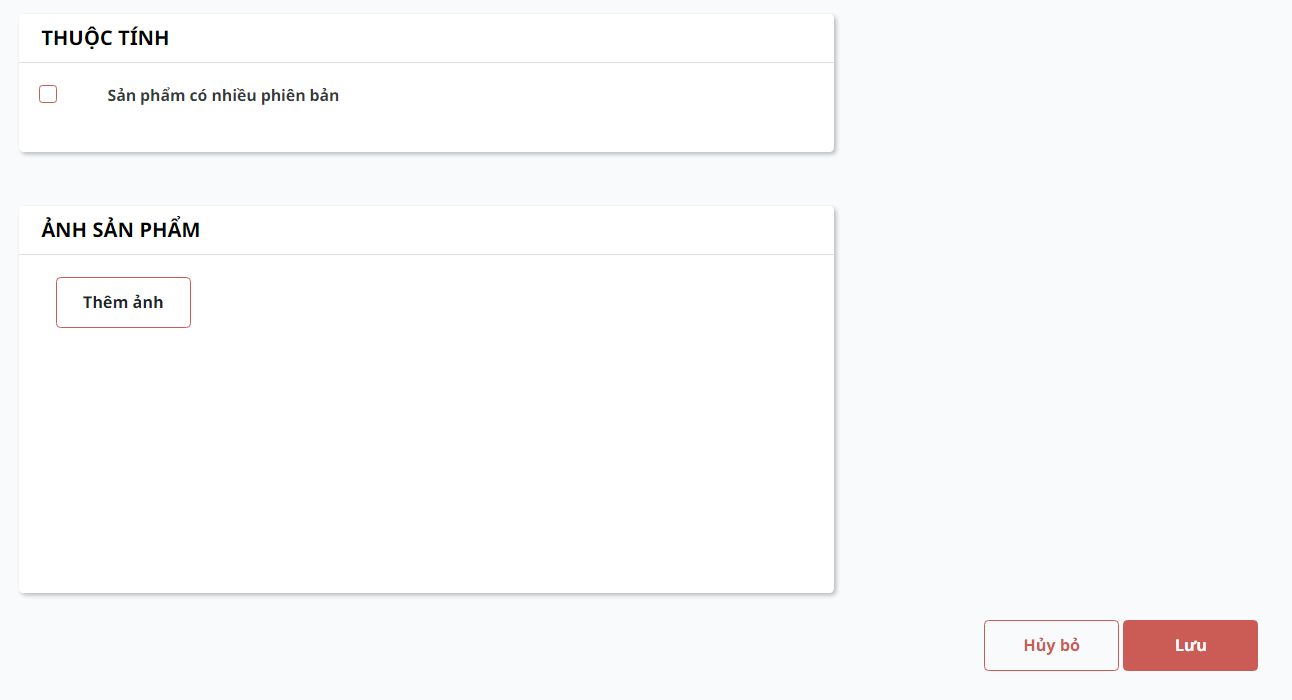 THUỘC TÍNH
Sản phẩm có nhiều phiên bản
ẢNH SẢN PHẨM
Thêm ảnh
Hủy bỏ
Lưu